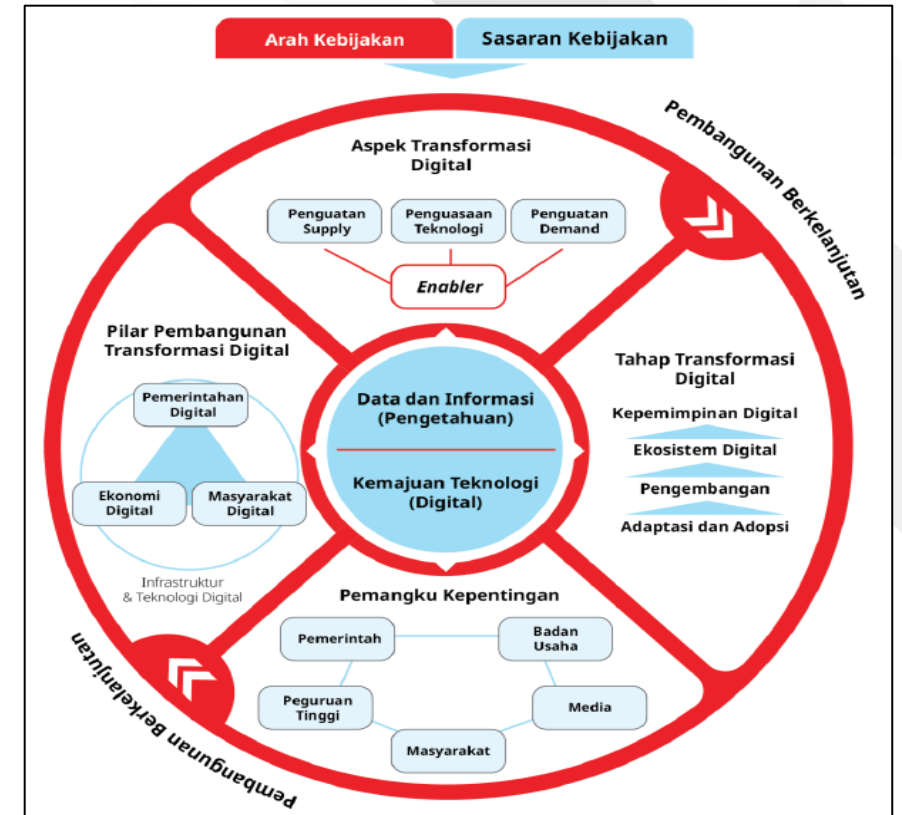 Arah Kebijakan
Sasaran Kebijakan
Pembangunan Berkelanjutan
Aspek Transformasi
Digital
Penguatan
Supply
Penguasaan
Teknologi
Penguatan
Demand
Enabler
Pilar Pembangunan
Transformasi Digital
Pemerintahan
Digital
Ekonomi
Digital
Masyarakat
Digital
Infrastruktur
& Teknologi Digital
Data dan Informasi
(Pengetahuan)
Kemajuan Teknologi
(Digital)
Tahap Transformasi
Digital
Kepemimpinan Digital
Ekosistem Digital
Pengembangan
Adaptasi dan Adopsi
Pemangku Kepentingan
Pemerintah
Badan
Usaha
Peguruan
Tinggi
Media
Masyarakat
Pembangunan Berkelanjutan